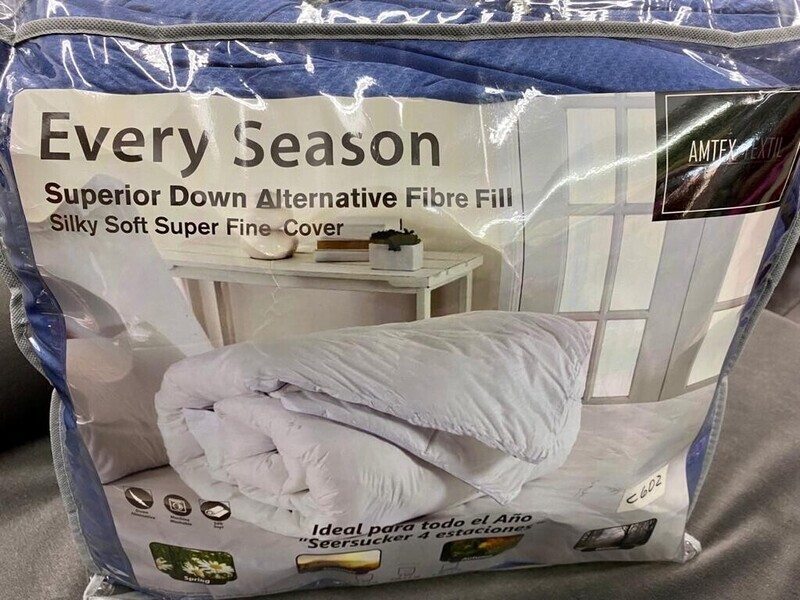 Every Season
AMTEX TEXTIL
Superior Down Alternative Fibre Fill
Silky Soft Super Fine Cover
c602
Ideal para todo el Año
"Seersucker 4 estaciones"
Spring